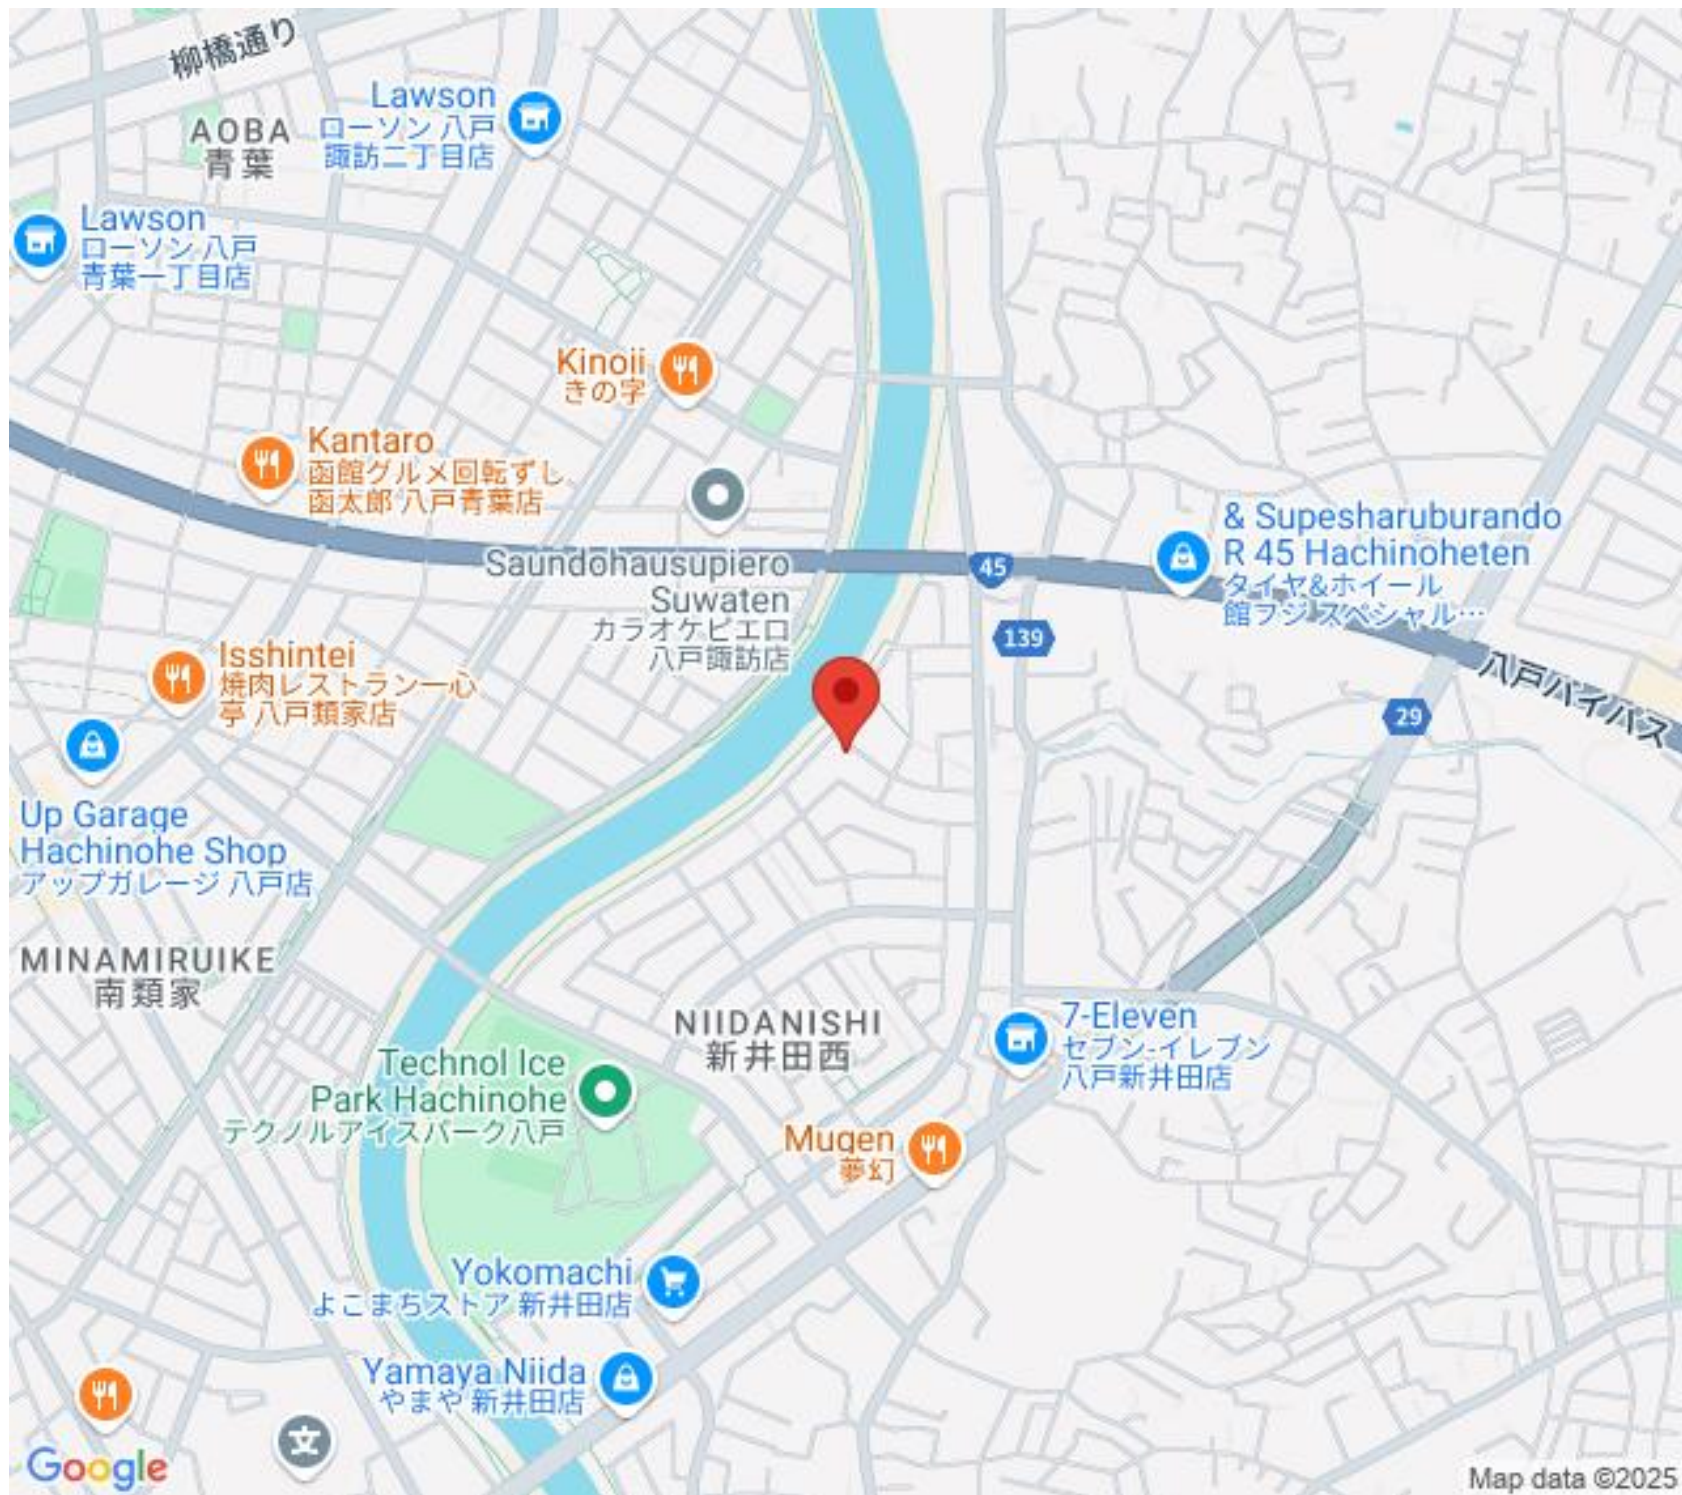 柳橋通り
Lawson
ローソン 八戸
諏訪二丁目店
AOBA
青葉
Lawson
ローソン 八戸
青葉一丁目店
Kinoji
きの字
Kantaro
函館グルメ回転ずし
函太郎 八戸青葉店
& Supesharuburando
R 45 Hachinoheten
タイヤ&ホイール
館フジ スペシャル…
45
Saundohausupiero
Suwaten
カラオケピエロ
八戸諏訪店
139
Isshintei
焼肉レストラン一心
亭 八戸類家店
八戸バイパス
29
Up Garage
Hachinohe Shop
アップガレージ 八戸店
MINAMIRUIKE
南類家
NIIDANISHI
新井田西
7-Eleven
セブン-イレブン
八戸新井田店
Technol Ice
Park Hachinohe
テクノルアイスパーク八戸
Mugen
夢幻
Yokomachi
よこまちストア 新井田店
Yamaya Niida
やまや 新井田店
文
Google
Map data ©2025